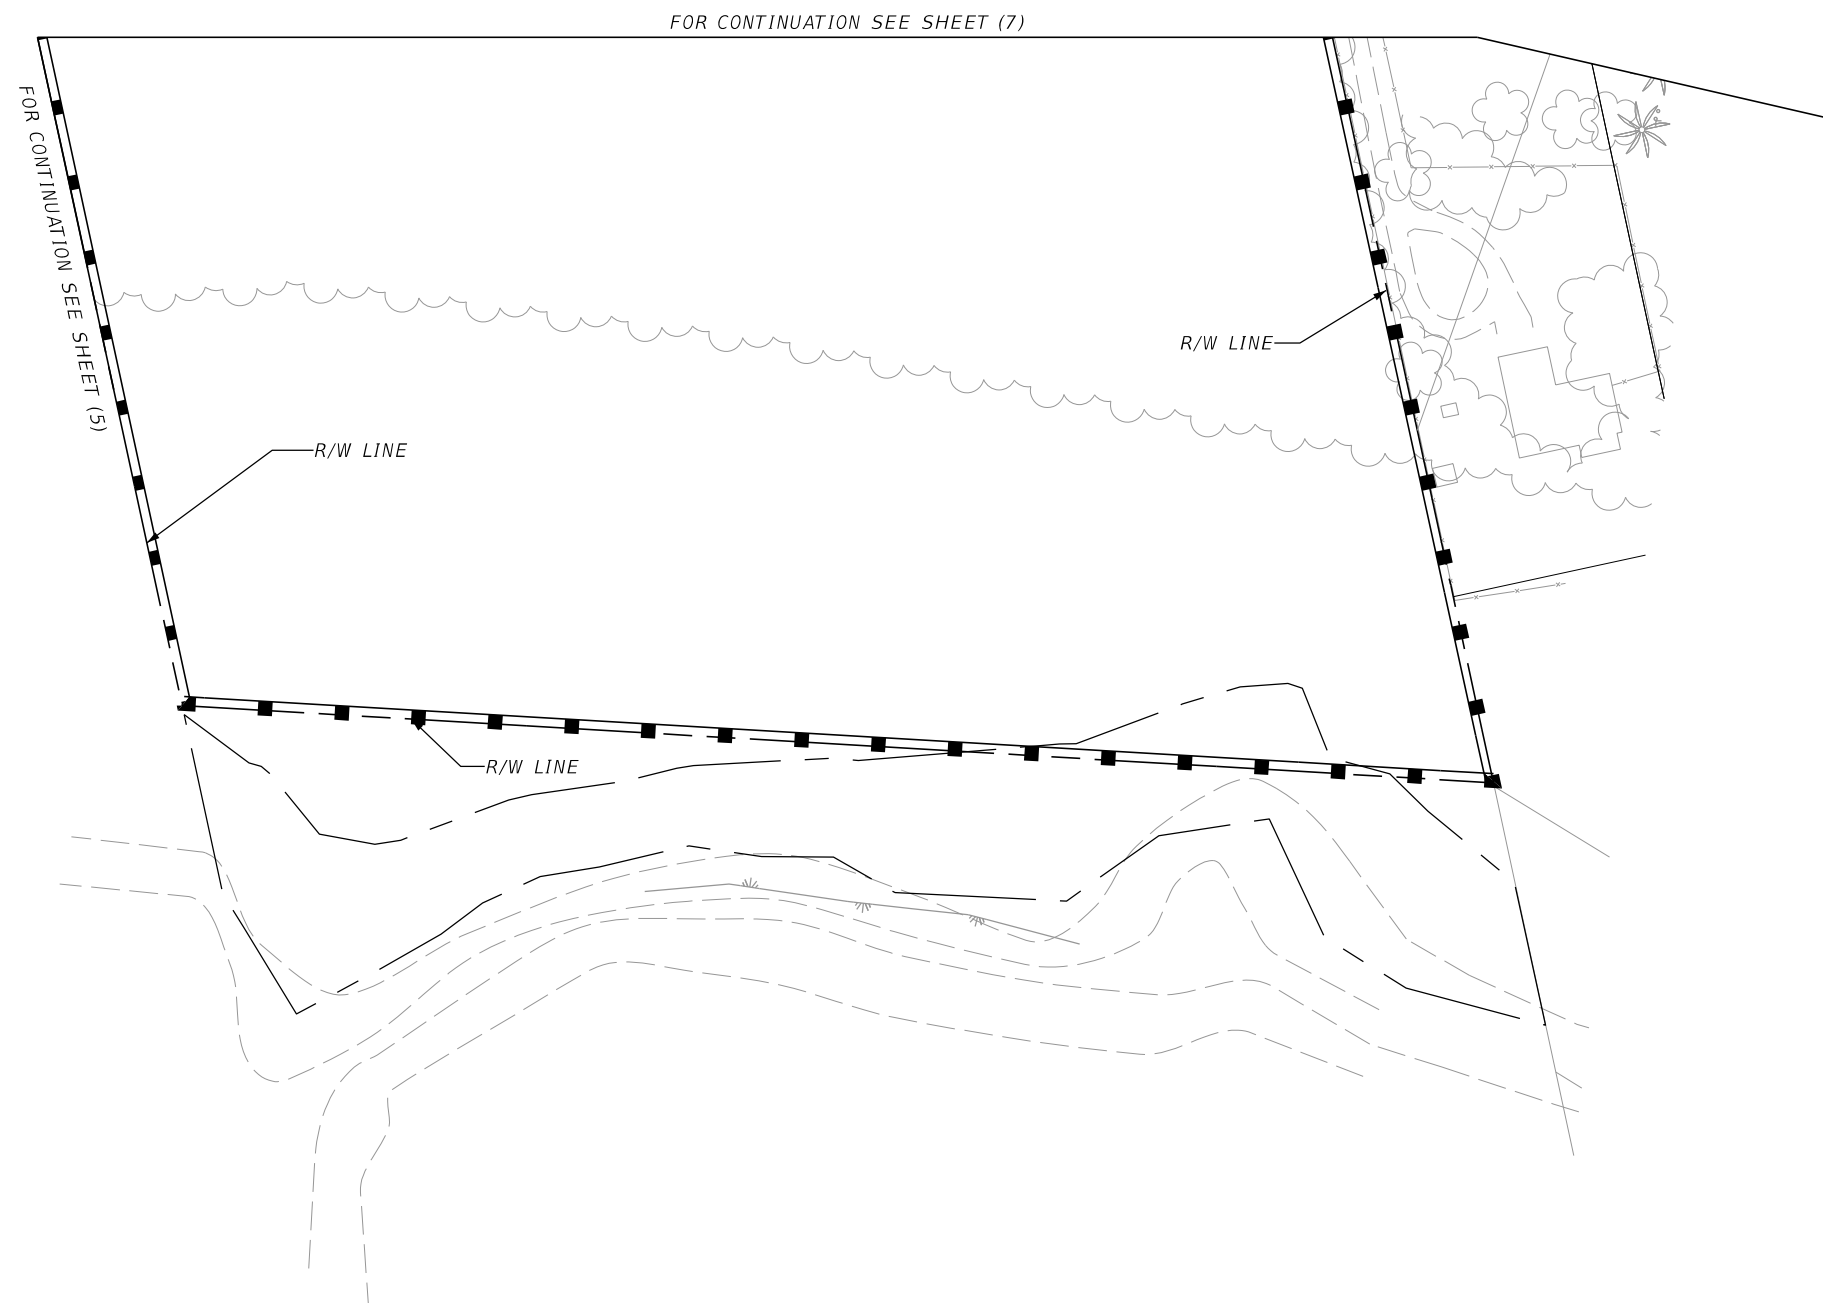 FOR CONTINUATION SEE SHEET (7)
FOR CONTINUATION SEE SHEET (5)
R/W LINE
R/W LINE
R/W LINE